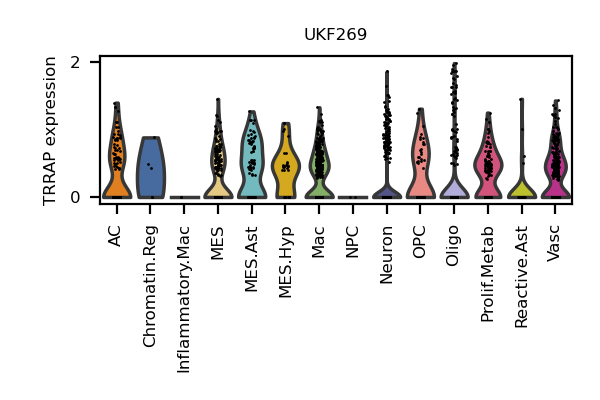 UKF269
TRRAP expression
2
0
AC
Chromatin.Reg
Inflammatory.Mac
MES
MES.Ast
MES.Hyp
Mac
NPC
Neuron
OPC
Oligo
Prolif.Metab
Reactive.Ast
Vasc